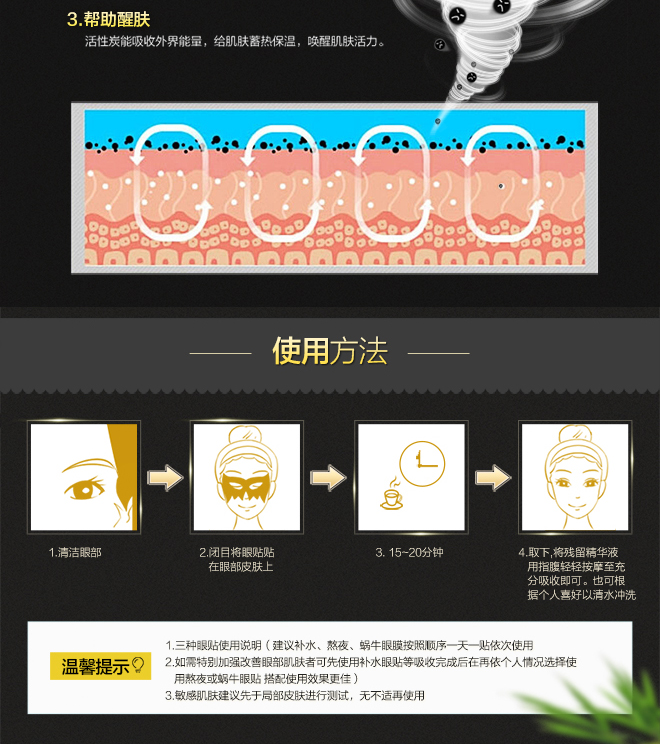 3.帮助醒肤
活性炭能吸收外界能量，给肌肤蓄热保温，唤醒肌肤活力。
使用方法
1.清洁眼部
2.闭目将眼贴贴
在眼部皮肤上
3. 15~20分钟
4.取下,将残留精华液
用指腹轻轻按摩至充
分吸收即可。也可根
据个人喜好以清水冲洗
温馨提示
1.三种眼贴使用说明（建议补水、熬夜、蜗牛眼膜按照顺序一天一贴依次使用
2.如需特别加强改善眼部肌肤者可先使用补水眼贴等吸收完成后在再依个人情况选择使
用熬夜或蜗牛眼贴 搭配使用效果更佳）
3.敏感肌肤建议先于局部皮肤进行测试，无不适再使用